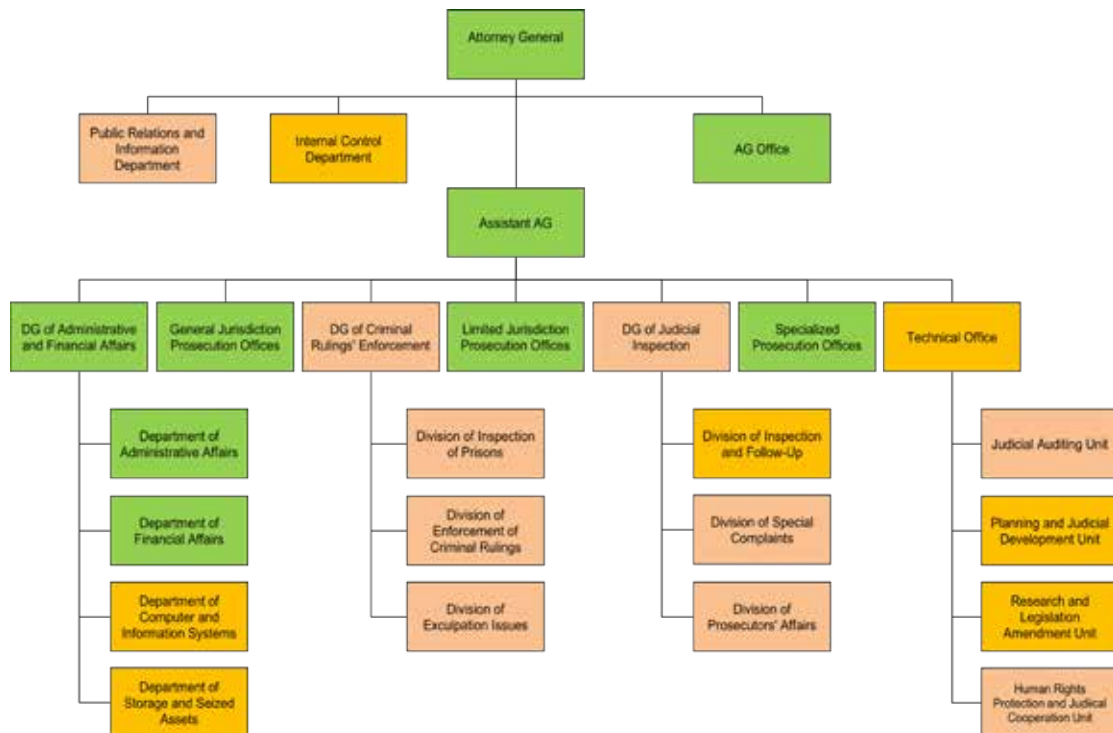 Attorney General
Public Relations and
Information
Department
Internal Control
Department
AG Office
Assistant AG
DG of Administrative
and Financial Affairs
General Jurisdiction
Prosecution Offices
DG of Criminal
Rulings' Enforcement
Limited Jurisdiction
Prosecution Offices
DG of Judicial
Inspection
Specialized
Prosecution Offices
Technical Office
Department of
Administrative Affairs
Department of
Financial Affairs
Department of
Computer and
Information Systems
Department of
Storage and Seized
Assets
Division of Inspection
of Prisons
Division of
Enforcement of
Criminal Rulings
Division of
Exculpation Issues
Division of Inspection
and Follow-Up
Division of Special
Complaints
Division of
Prosecutors' Affairs
Judicial Auditing Unit
Planning and Judicial
Development Unit
Research and
Legislation
Amendment Unit
Human Rights
Protection and Judiical
Cooperation Unit